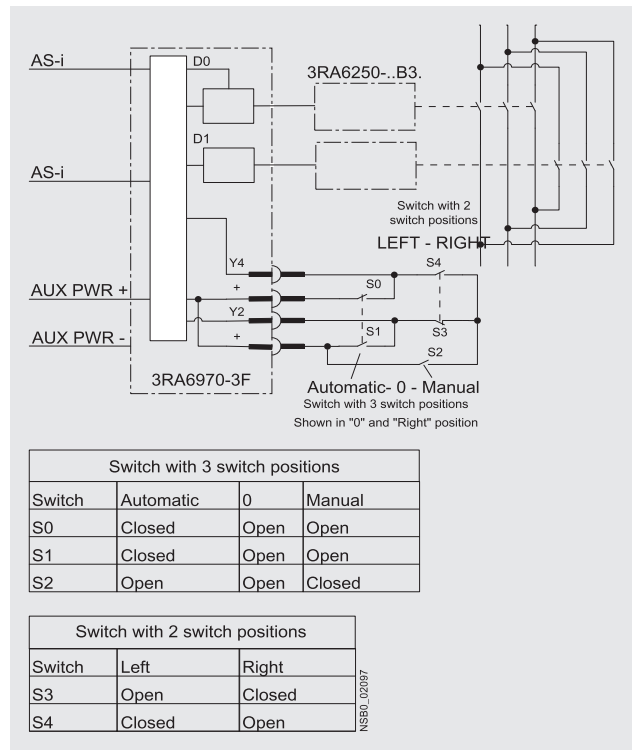 AS-i
D0
3RA6250-..B3.
D1
AS-i
Switch with 2
switch positions
LEFT - RIGHT
Y4
S4
AUX PWR +
+
S0
Y2
AUX PWR -
+
S1
S3
S2
3RA6970-3F
Automatic- 0 - Manual
Switch with 3 switch positions
Shown in "0" and "Right" position
Switch with 3 switch positions
Switch Automatic 0 Manual
S0 Closed Open Open
S1 Closed Open Open
S2 Open Open Closed
Switch with 2 switch positions
Switch Left Right
S3 Open Closed
S4 Closed Open
NSB0_02097